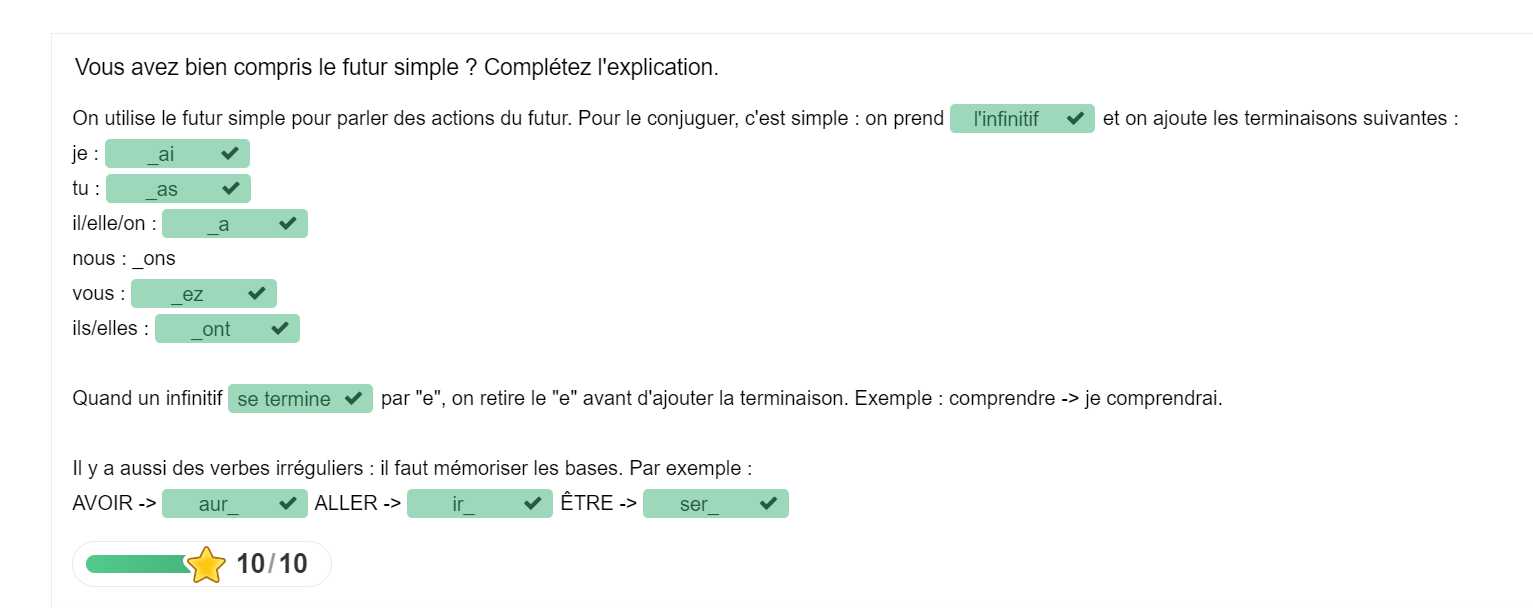 Vous avez bien compris le futur simple ? Complétez l'explication.
On utilise le futur simple pour parler des actions du futur. Pour le conjuguer, c'est simple : on prend l'infinitif et on ajoute les terminaisons suivantes :
je : _ai
tu : _as
il/elle/on : _a
nous : _ons
vous : _ez
ils/elles : _ont
Quand un infinitif se termine par "e", on retire le "e" avant d'ajouter la terminaison. Exemple : comprendre -> je comprendrai.
Il y a aussi des verbes irréguliers : il faut mémoriser les bases. Par exemple :
AVOIR -> aur_ ALLER -> ir_ ÊTRE -> ser_
10/10